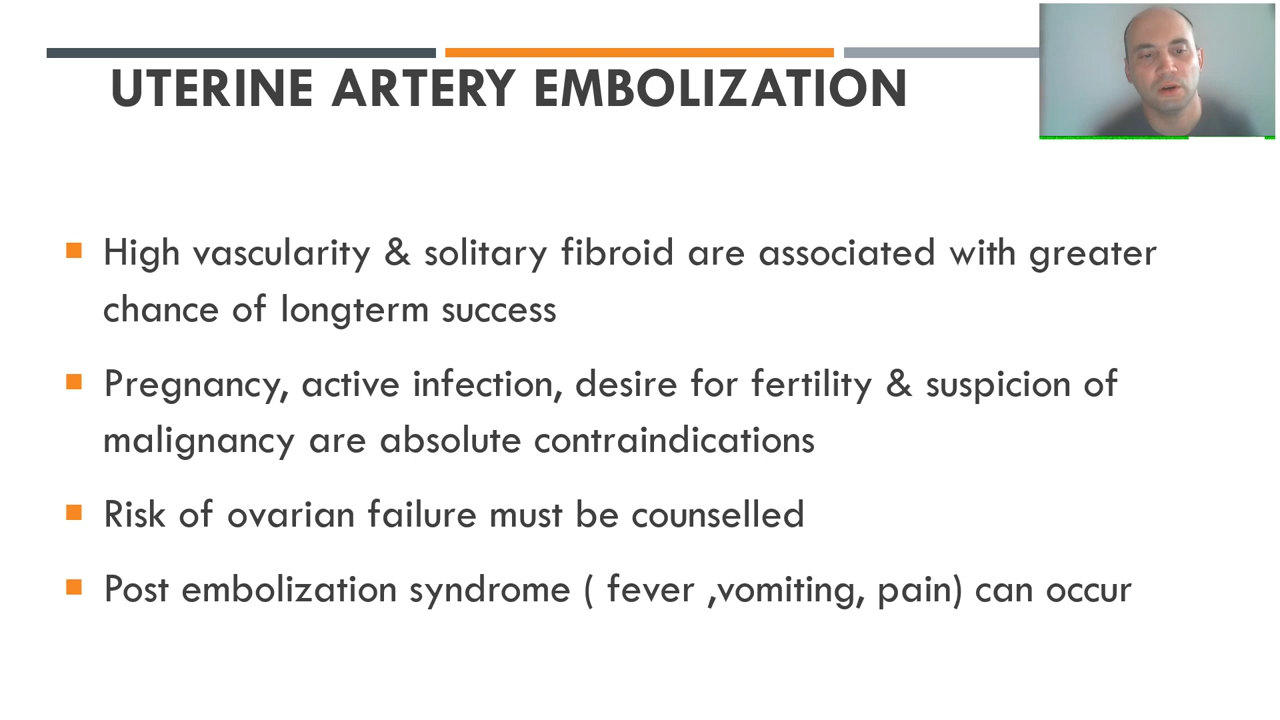 UTERINE ARTERY EMBOLIZATION
High vascularity & solitary fibroid are associated with greater
chance of longterm success
Pregnancy, active infection, desire for fertility & suspicion of
malignancy are absolute contraindications
Risk of ovarian failure must be counselled
Post embolization syndrome ( fever ,vomiting, pain) can occur